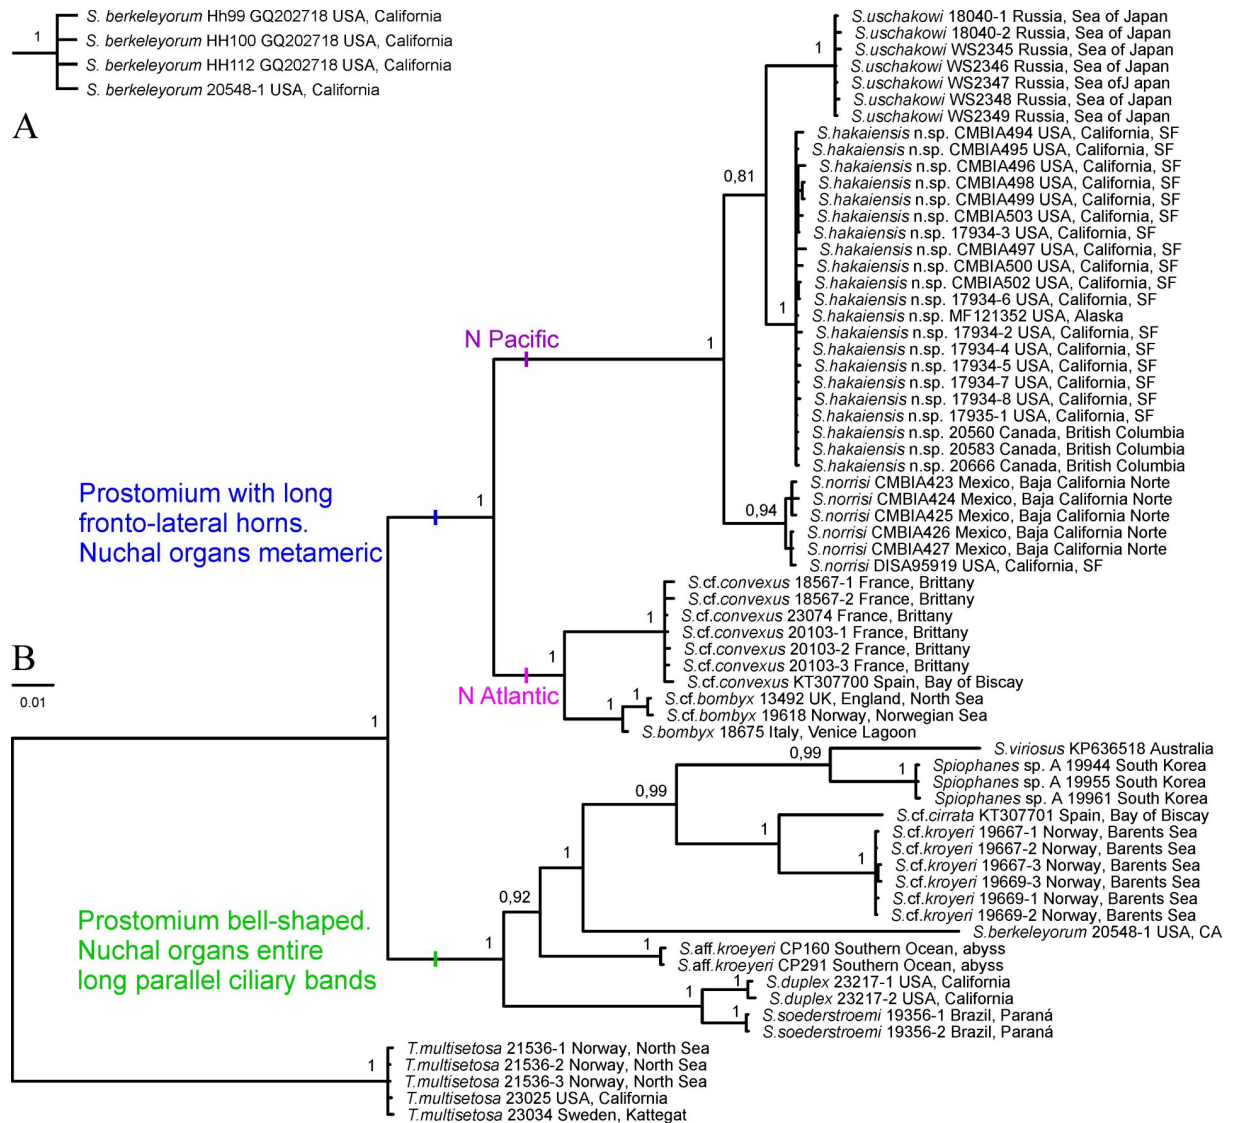 S. berkeleyorum Hh99 GQ202718 USA, California
1
S. berkeleyorum HH100 GQ202718 USA, California
S. berkeleyorum HH112 GQ202718 USA, California
S. berkeleyorum 20548-1 USA, California
A
S.uschakowi 18040-1 Russia, Sea of Japan
S.uschakowi 18040-2 Russia, Sea of Japan
S.uschakowi WS2345 Russia, Sea of Japan
1
S.uschakowi WS2346 Russia, Sea of Japan
S.uschakowi WS2347 Russia, Sea ofJ apan
S.uschakowi WS2348 Russia, Sea of Japan
S.uschakowi WS2349 Russia, Sea of Japan
S.hakaiensis n.sp. CMBIA494 USA, California, SF
S.hakaiensis n.sp. CMBIA495 USA, California, SF
S.hakaiensis n.sp. CMBIA496 USA, California, SF
0,81
S.hakaiensis n.sp. CMBIA498 USA, California, SF
S.hakaiensis n.sp. CMBIA499 USA, California, SF
S.hakaiensis n.sp. CMBIA503 USA, California, SF
S.hakaiensis n.sp. 17934-3 USA, California, SF
S.hakaiensis n.sp. CMBIA497 USA, California, SF
S.hakaiensis n.sp. CMBIA500 USA, California, SF
S.hakaiensis n.sp. CMBIA502 USA, California, SF
S.hakaiensis n.sp. 17934-6 USA, California, SF
1
S.hakaiensis n.sp. MF121352 USA, Alaska
S.hakaiensis n.sp. 17934-2 USA, California, SF
N Pacific
1
S.hakaiensis n.sp. 17934-4 USA, California, SF
S.hakaiensis n.sp. 17934-5 USA, California, SF
S.hakaiensis n.sp. 17934-7 USA, California, SF
S.hakaiensis n.sp. 17934-8 USA, California, SF
S.hakaiensis n.sp. 17935-1 USA, California, SF
S.hakaiensis n.sp. 20560 Canada, British Columbia
S.hakaiensis n.sp. 20583 Canada, British Columbia
S.hakaiensis n.sp. 20666 Canada, British Columbia
S.norrisi CMBIA423 Mexico, Baja California Norte
S.norrisi CMBIA424 Mexico, Baja California Norte
0,94
S.norrisi CMBIA425 Mexico, Baja California Norte
S.norrisi CMBIA426 Mexico, Baja California Norte
S.norrisi CMBIA427 Mexico, Baja California Norte
S.norrisi DISA95919 USA, California, SF
Prostomium with long
fronto-lateral horns.
Nuchal organs metameric
1
S.cf.convexus 18567-1 France, Brittany
S.cf.convexus 18567-2 France, Brittany
1
S.cf.convexus 23074 France, Brittany
S.cf.convexus 20103-1 France, Brittany
S.cf.convexus 20103-2 France, Brittany
1
S.cf.convexus 20103-3 France, Brittany
S.cf.convexus KT307700 Spain, Bay of Biscay
B
0.01
N Atlantic
1
S.cf.bombyx 13492 UK, England, North Sea
1
S.cf.bombyx 19618 Norway, Norwegian Sea
S.bombyx 18675 Italy, Venice Lagoon
1
S.viriosus KP636518 Australia
0,99
Spiophanes sp. A 19944 South Korea
1
Spiophanes sp. A 19955 South Korea
Spiophanes sp. A 19961 South Korea
0,99
S.cf.cirrata KT307701 Spain, Bay of Biscay
1
S.cf.kroyeri 19667-1 Norway, Barents Sea
S.cf.kroyeri 19667-2 Norway, Barents Sea
1
S.cf.kroyeri 19667-3 Norway, Barents Sea
1
S.cf.kroyeri 19669-3 Norway, Barents Sea
S.cf.kroyeri 19669-1 Norway, Barents Sea
S.cf.kroyeri 19669-2 Norway, Barents Sea
0,92
S.berkeleyorum 20548-1 USA, CA
Prostomium bell-shaped.
Nuchal organs entire
long parallel ciliary bands
1
1
S.aff.kroeyeri CP160 Southern Ocean, abyss
S.aff.kroeyeri CP291 Southern Ocean, abyss
1
S.duplex 23217-1 USA, California
1
S.duplex 23217-2 USA, California
1
S.soederstroemi 19356-1 Brazil, Paraná
S.soederstroemi 19356-2 Brazil, Paraná
T.multisetosa 21536-1 Norway, North Sea
1
T.multisetosa 21536-2 Norway, North Sea
T.multisetosa 21536-3 Norway, North Sea
T.multisetosa 23025 USA, California
T.multisetosa 23034 Sweden, Kattegat